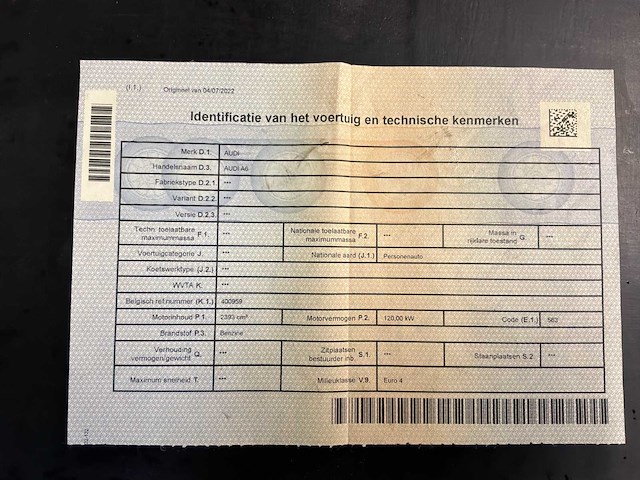 (I.1.) Origineel van 04/07/2022
Identificatie van het voertuig en technische kenmerken
Merk D.1. AUDI
Handelsnaam D.3. AUDI A6
Fabriekstype D.2.1. ***
Variant D.2.2. ***
Versie D.2.3. ***
Techn. toelaatbare maximummassa F.1. *** Nationale toelaatbare maximummassa F.2. *** Massa in rijklare toestand G. ***
Voertuigcategorie J. *** Nationale aard (J.1.) Personenauto
Koetswerktype (J.2.) ***
WVTA K. ***
Belgisch ref.nummer (K.1.) 400959
Motorinhoud P.1. 2393 cm³ Motorvermogen P.2. 120,00 kW Code (E.1.) 563
Brandstof P.3. Benzine
Verhouding vermogen/gewicht Q. *** Zitplaatsen bestuurder inb. S.1. *** Staanplaatsen S.2. ***
Maximum snelheid T. *** Milieuklasse V.9. Euro 4